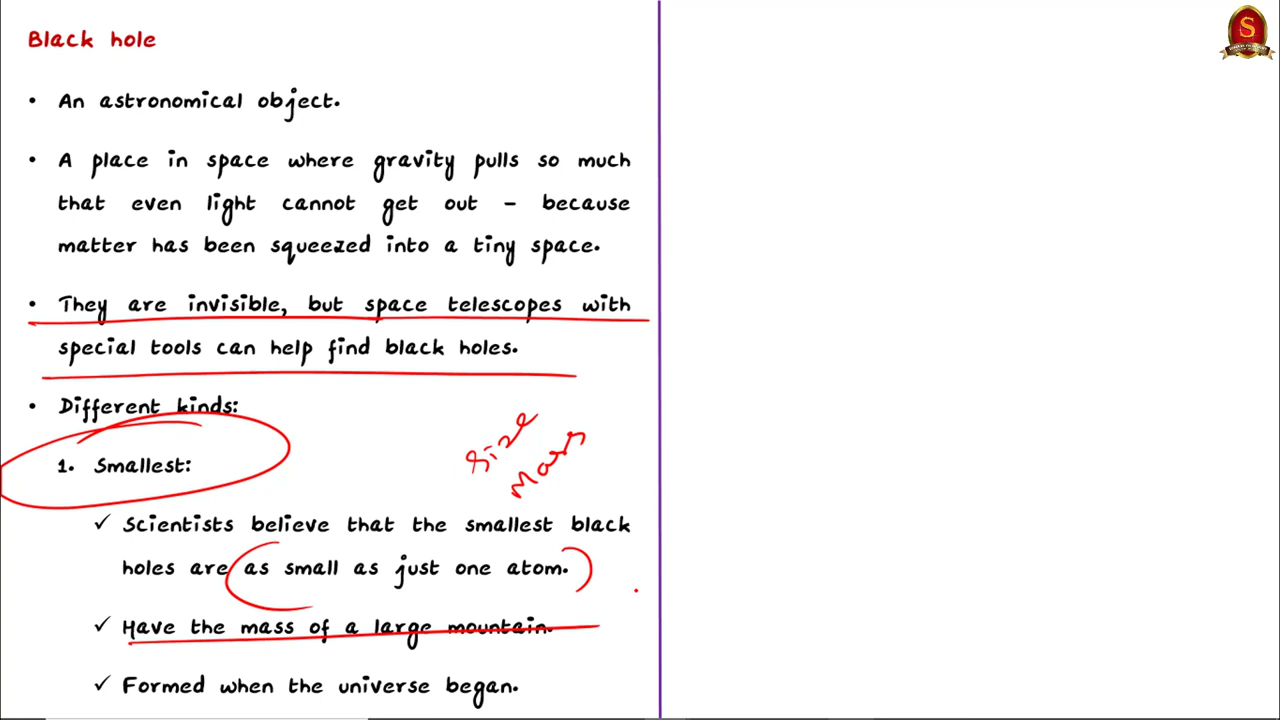 Black hole
• An astronomical object.
• A place in space where gravity pulls so much
that even light cannot get out – because
matter has been squeezed into a tiny space.
• They are invisible, but space telescopes with
special tools can help find black holes.
• Different kinds:
1. Smallest:
Size
Mass
✓ Scientists believe that the smallest black
holes are as small as just one atom.
✓ Have the mass of a large mountain.
✓ Formed when the universe began.
S